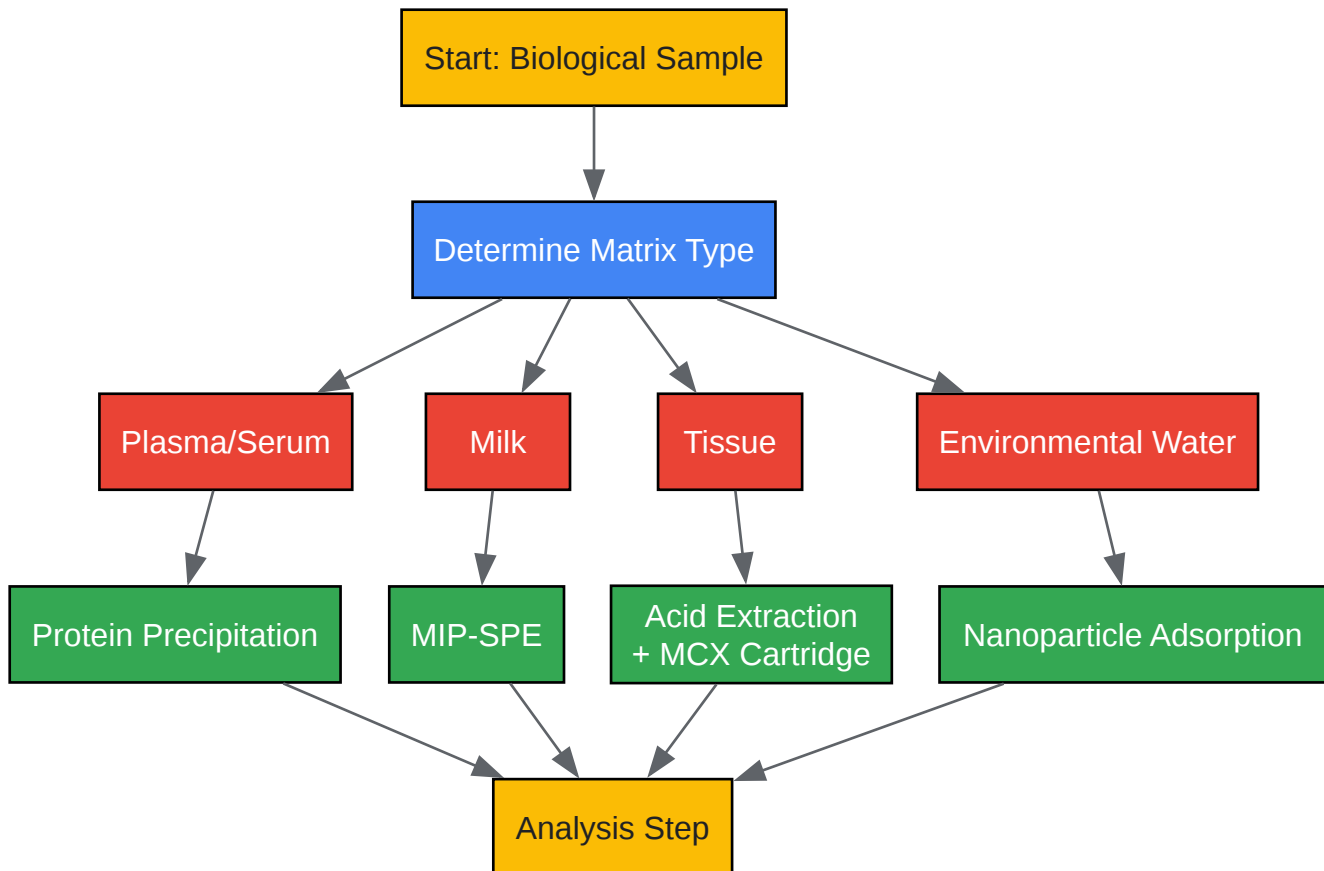 Start: Biological Sample
Determine Matrix Type
Plasma/Serum
Milk
Tissue
Environmental Water
Protein Precipitation
MIP-SPE
Acid Extraction
+ MCX Cartridge
Nanoparticle Adsorption
Analysis Step